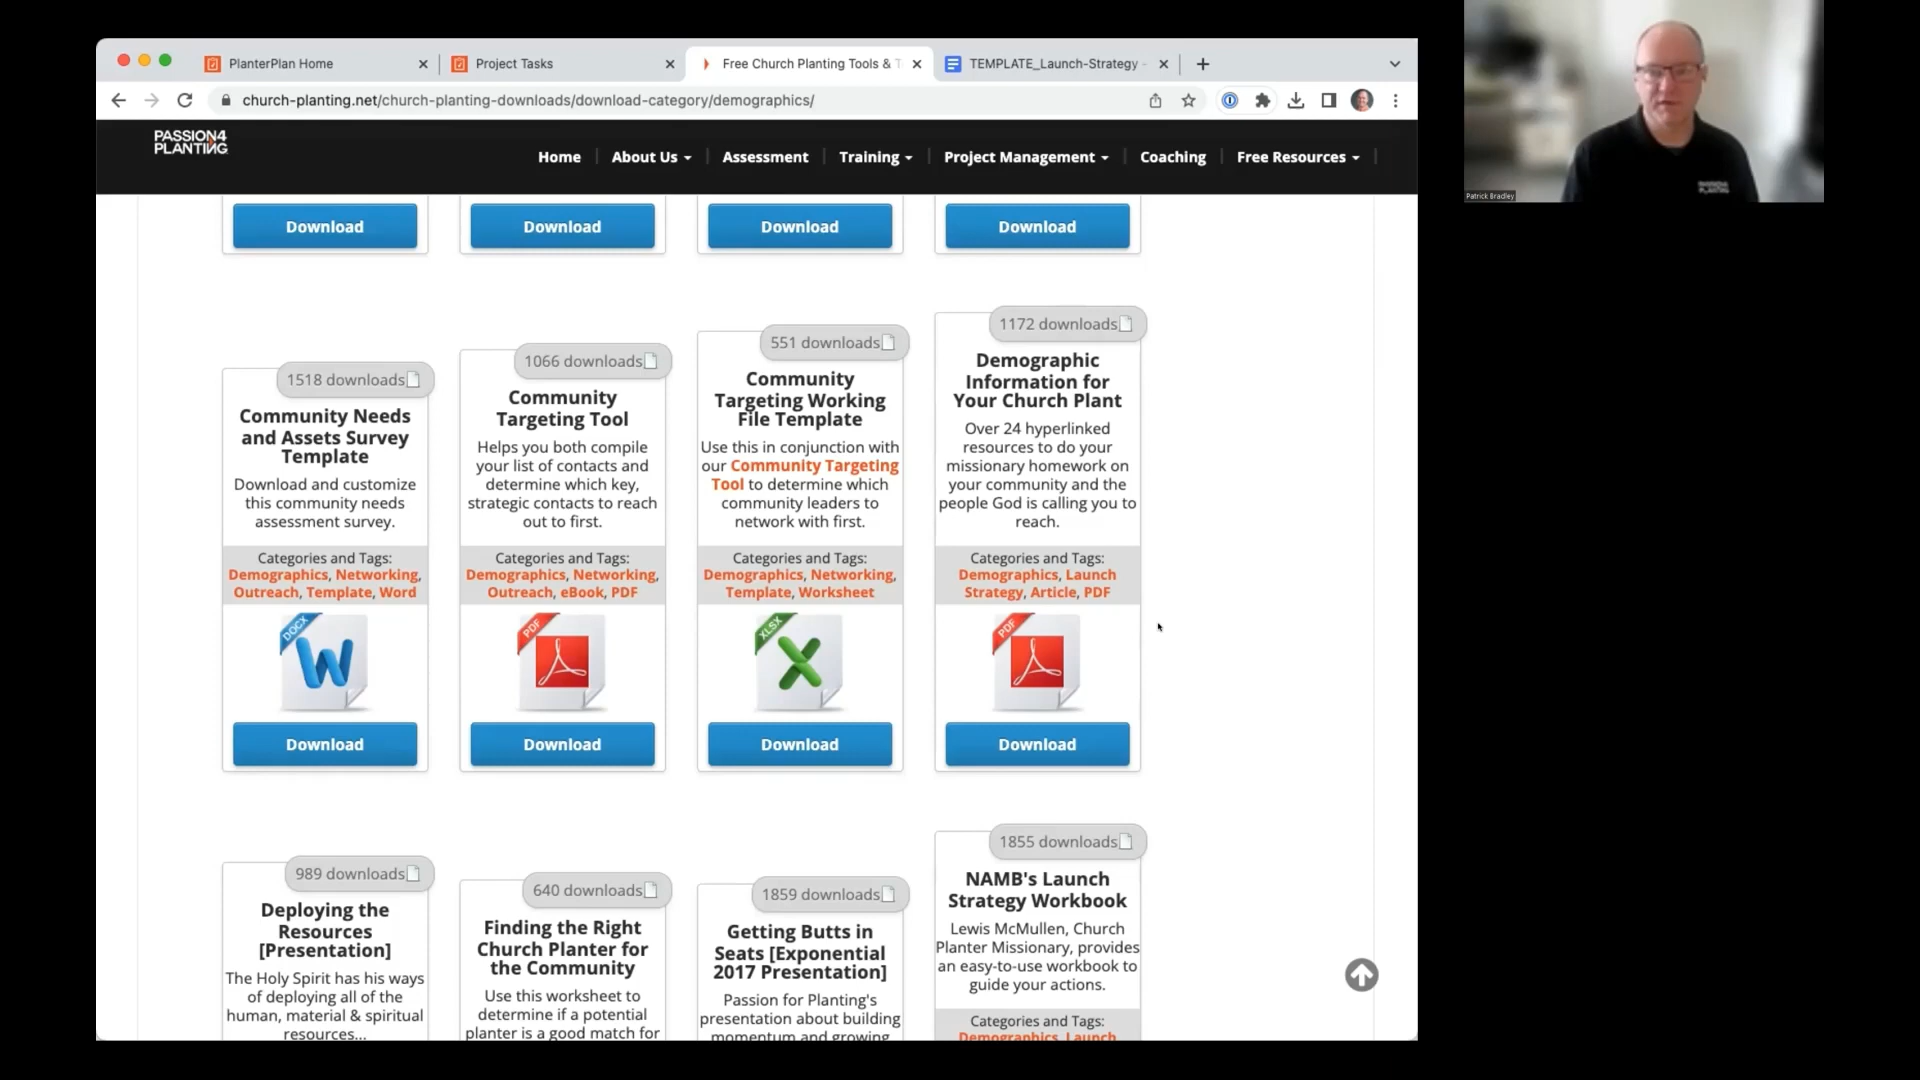 PlanterPlan Home
Project Tasks
Free Church Planting Tools & T
TEMPLATE_Launch-Strategy -
church-planting.net/church-planting-downloads/download-category/demographics/
PASSION4
PLANTING
Home
About Us
Assessment
Training
Project Management
Coaching
Free Resources
Patrick Bradley
Download
Download
Download
Download
1518 downloads
Community Needs
and Assets Survey
Template
Download and customize
this community needs
assessment survey.
Categories and Tags:
Demographics, Networking,
Outreach, Template, Word
DOCX
W
Download
1066 downloads
Community
Targeting Tool
Helps you both compile
your list of contacts and
determine which key,
strategic contacts to reach
out to first.
Categories and Tags:
Demographics, Networking,
Outreach, eBook, PDF
PDF
Download
551 downloads
Community
Targeting Working
File Template
Use this in conjunction with
our Community Targeting
Tool to determine which
community leaders to
network with first.
Categories and Tags:
Demographics, Networking,
Template, Worksheet
XLSX
X
Download
1172 downloads
Demographic
Information for
Your Church Plant
Over 24 hyperlinked
resources to do your
missionary homework on
your community and the
people God is calling you to
reach.
Categories and Tags:
Demographics, Launch
Strategy, Article, PDF
PDF
Download
989 downloads
Deploying the
Resources
[Presentation]
The Holy Spirit has his ways
of deploying all of the
human, material & spiritual
resources...
640 downloads
Finding the Right
Church Planter for
the Community
Use this worksheet to
determine if a potential
planter is a good match for
1859 downloads
Getting Butts in
Seats [Exponential
2017 Presentation]
Passion for Planting's
presentation about building
momentum and growing
1855 downloads
NAMB's Launch
Strategy Workbook
Lewis McMullen, Church
Planter Missionary, provides
an easy-to-use workbook to
guide your actions.
Categories and Tags:
Demographics, Launch